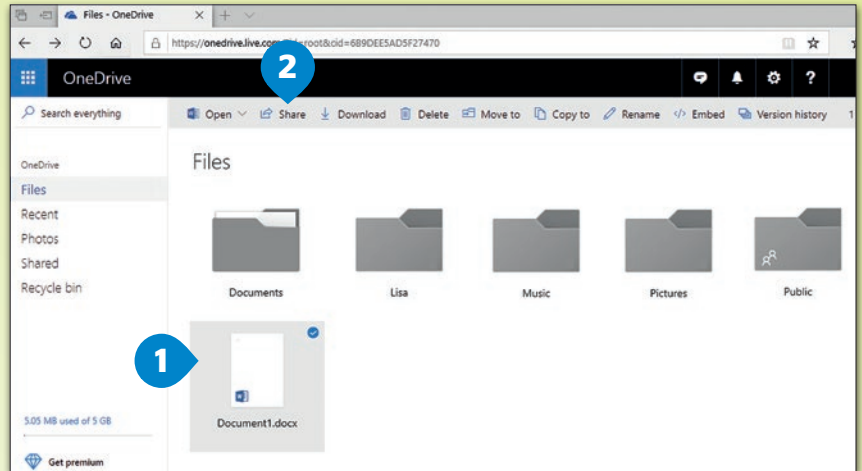 Files - OneDrive
https://onedrive.live.com
root&cid=6B9DEE5AD5F27470
2
OneDrive
?
Search everything
Open Share Download Delete Move to Copy to Rename Embed Version history 1
OneDrive
Files
Files
Recent
Photos
Shared
Recycle bin
Documents Lisa Music Pictures Public
1
Document1.docx
5.05 MB used of 5 GB
Get premium